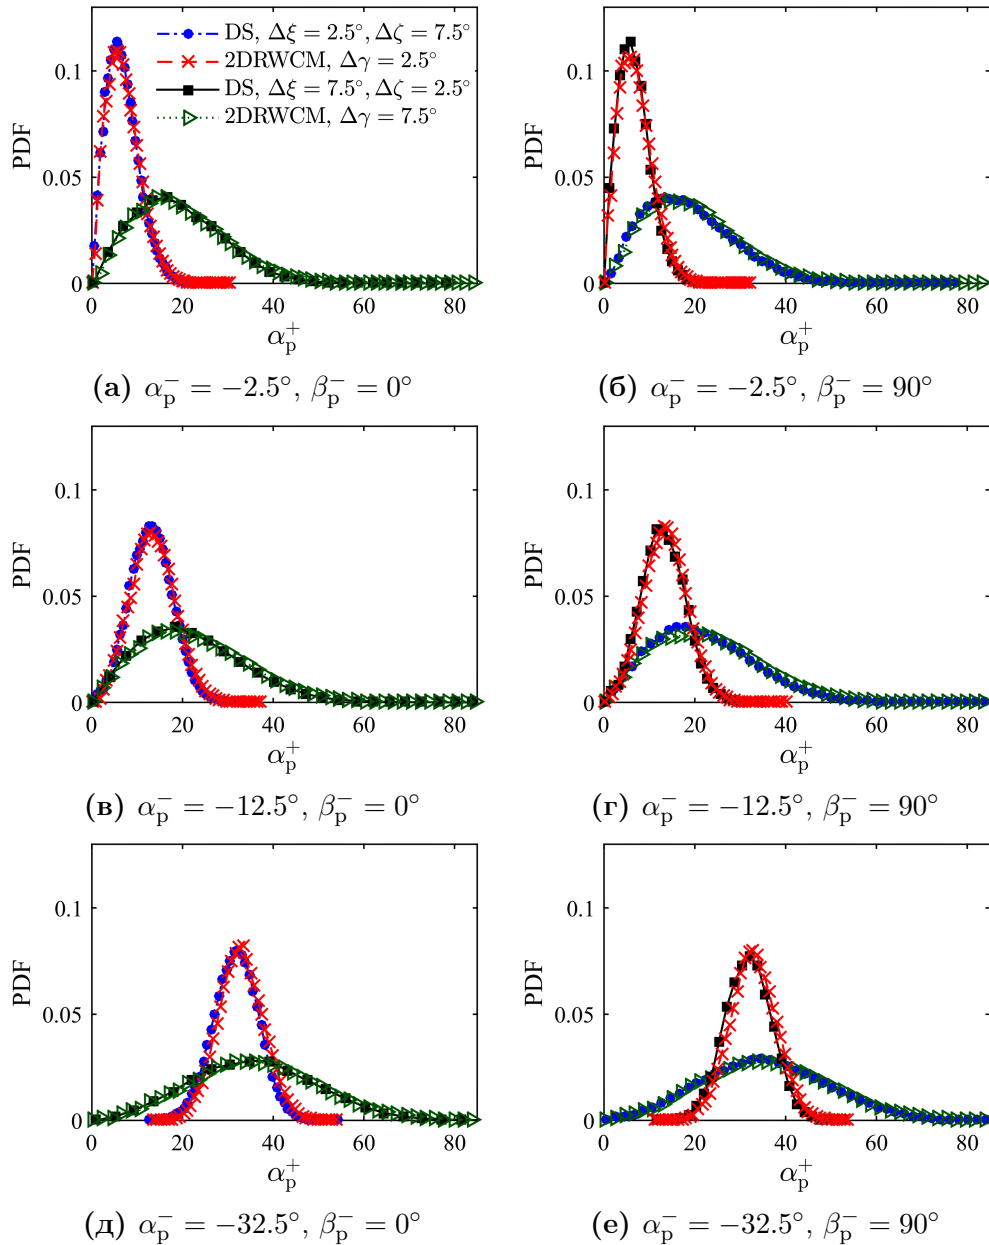 DS, Δξ = 2.5°, Δζ = 7.5°
2DRWCM, Δγ = 2.5°
DS, Δξ = 7.5°, Δζ = 2.5°
2DRWCM, Δγ = 7.5°
PDF
0.1
0.05
0
0 20 40 60 80
α_p^+
(а) α_p^− = −2.5°, β_p^− = 0°
PDF
0.1
0.05
0
0 20 40 60 80
α_p^+
(б) α_p^− = −2.5°, β_p^− = 90°
PDF
0.1
0.05
0
0 20 40 60 80
α_p^+
(в) α_p^− = −12.5°, β_p^− = 0°
PDF
0.1
0.05
0
0 20 40 60 80
α_p^+
(г) α_p^− = −12.5°, β_p^− = 90°
PDF
0.1
0.05
0
0 20 40 60 80
α_p^+
(д) α_p^− = −32.5°, β_p^− = 0°
PDF
0.1
0.05
0
0 20 40 60 80
α_p^+
(е) α_p^− = −32.5°, β_p^− = 90°